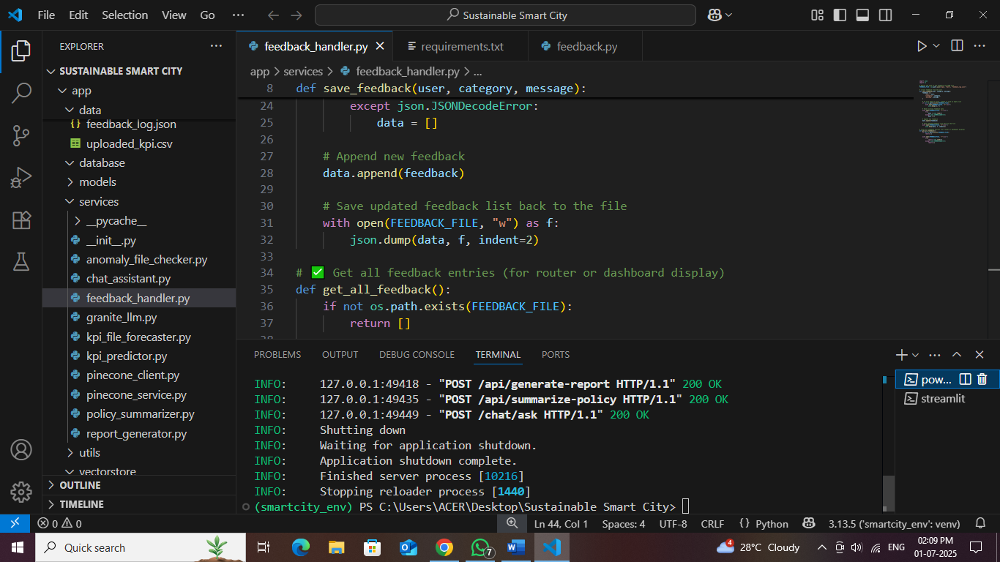 File Edit Selection View Go ··· Sustainable Smart City
EXPLORER ···
SUSTAINABLE SMART CITY
app
data
feedback_log.json
uploaded_kpi.csv
database
models
services
__pycache__
__init__.py
anomaly_file_checker.py
chat_assistant.py
feedback_handler.py
granite_llm.py
kpi_file_forecaster.py
kpi_predictor.py
pinecone_client.py
pinecone_service.py
policy_summarizer.py
report_generator.py
utils
vectorstore
OUTLINE
TIMELINE
feedback_handler.py requirements.txt feedback.py
app > services > feedback_handler.py > ...
8 def save_feedback(user, category, message):
24 except json.JSONDecodeError:
25 data = []
26
27 # Append new feedback
28 data.append(feedback)
29
30 # Save updated feedback list back to the file
31 with open(FEEDBACK_FILE, "w") as f:
32 json.dump(data, f, indent=2)
33
34 # ✅ Get all feedback entries (for router or dashboard display)
35 def get_all_feedback():
36 if not os.path.exists(FEEDBACK_FILE):
37 return []
PROBLEMS OUTPUT DEBUG CONSOLE TERMINAL PORTS
INFO: 127.0.0.1:49418 - "POST /api/generate-report HTTP/1.1" 200 OK
INFO: 127.0.0.1:49435 - "POST /api/summarize-policy HTTP/1.1" 200 OK
INFO: 127.0.0.1:49449 - "POST /chat/ask HTTP/1.1" 200 OK
INFO: Shutting down
INFO: Waiting for application shutdown.
INFO: Application shutdown complete.
INFO: Finished server process [10216]
INFO: Stopping reloader process [1440]
(smartcity_env) PS C:\Users\ACER\Desktop\Sustainable Smart City>
pow...
streamlit
0 0 Ln 44, Col 1 Spaces: 4 UTF-8 CRLF {} Python 3.13.5 ('smartcity_env': venv)
Quick search 7 4 28°C Cloudy ENG 02:09 PM
01-07-2025